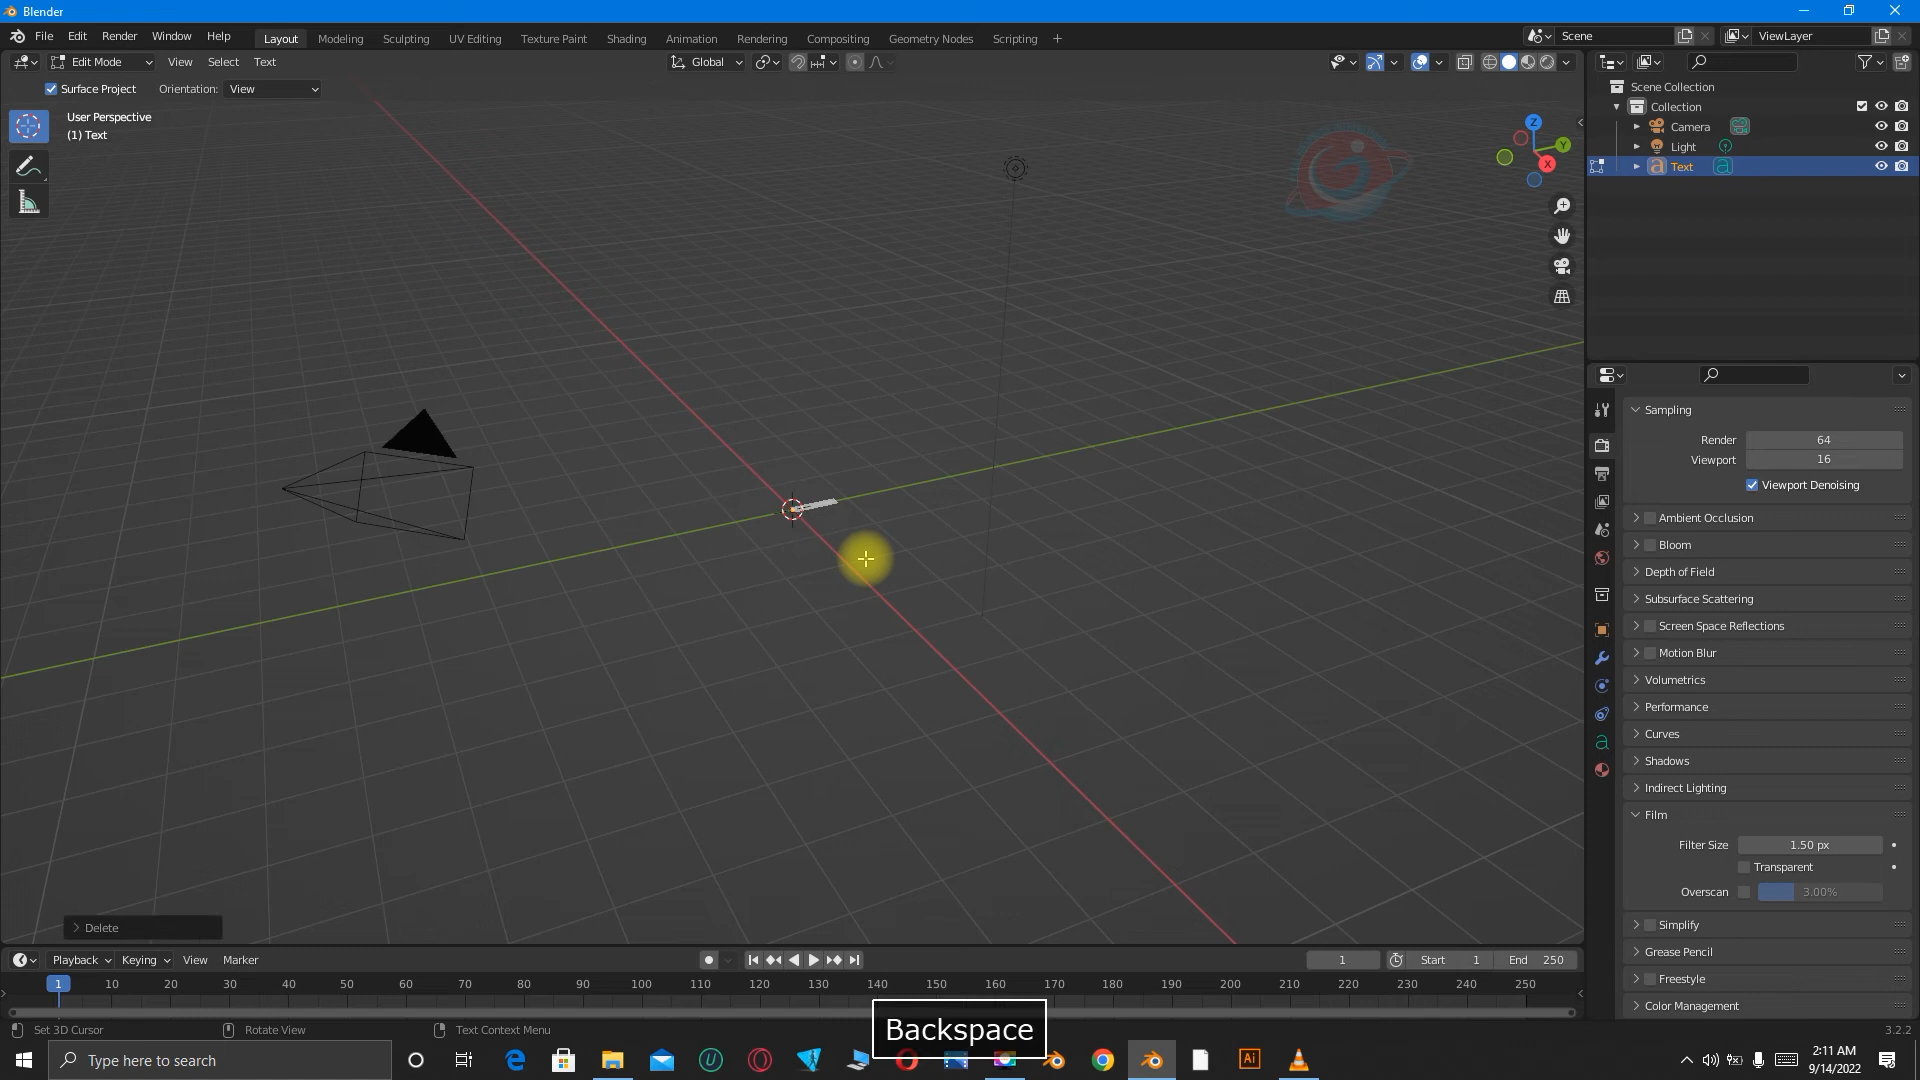 Blender
File Edit Render Window Help Layout Modeling Sculpting UV Editing Texture Paint Shading Animation Rendering Compositing Geometry Nodes Scripting + Scene ViewLayer
Edit Mode View Select Text Global
Surface Project Orientation: View
User Perspective
(1) Text
Z
Y
X
Scene Collection
Collection
Camera
Light
Text
Sampling
Render 64
Viewport 16
Viewport Denoising
Ambient Occlusion
Bloom
Depth of Field
Subsurface Scattering
Screen Space Reflections
Motion Blur
Volumetrics
Performance
Curves
Shadows
Indirect Lighting
Film
Filter Size 1.50 px
Transparent
Overscan 3.00%
Simplify
Grease Pencil
Freestyle
Color Management
Delete
Playback Keying View Marker 1 Start 1 End 250
1 10 20 30 40 50 60 70 80 90 100 110 120 130 140 150 160 170 180 190 200 210 220 230 240 250
Set 3D Cursor Rotate View Text Context Menu 3.2.2
Backspace
Type here to search
Ai
2:11 AM
9/14/2022